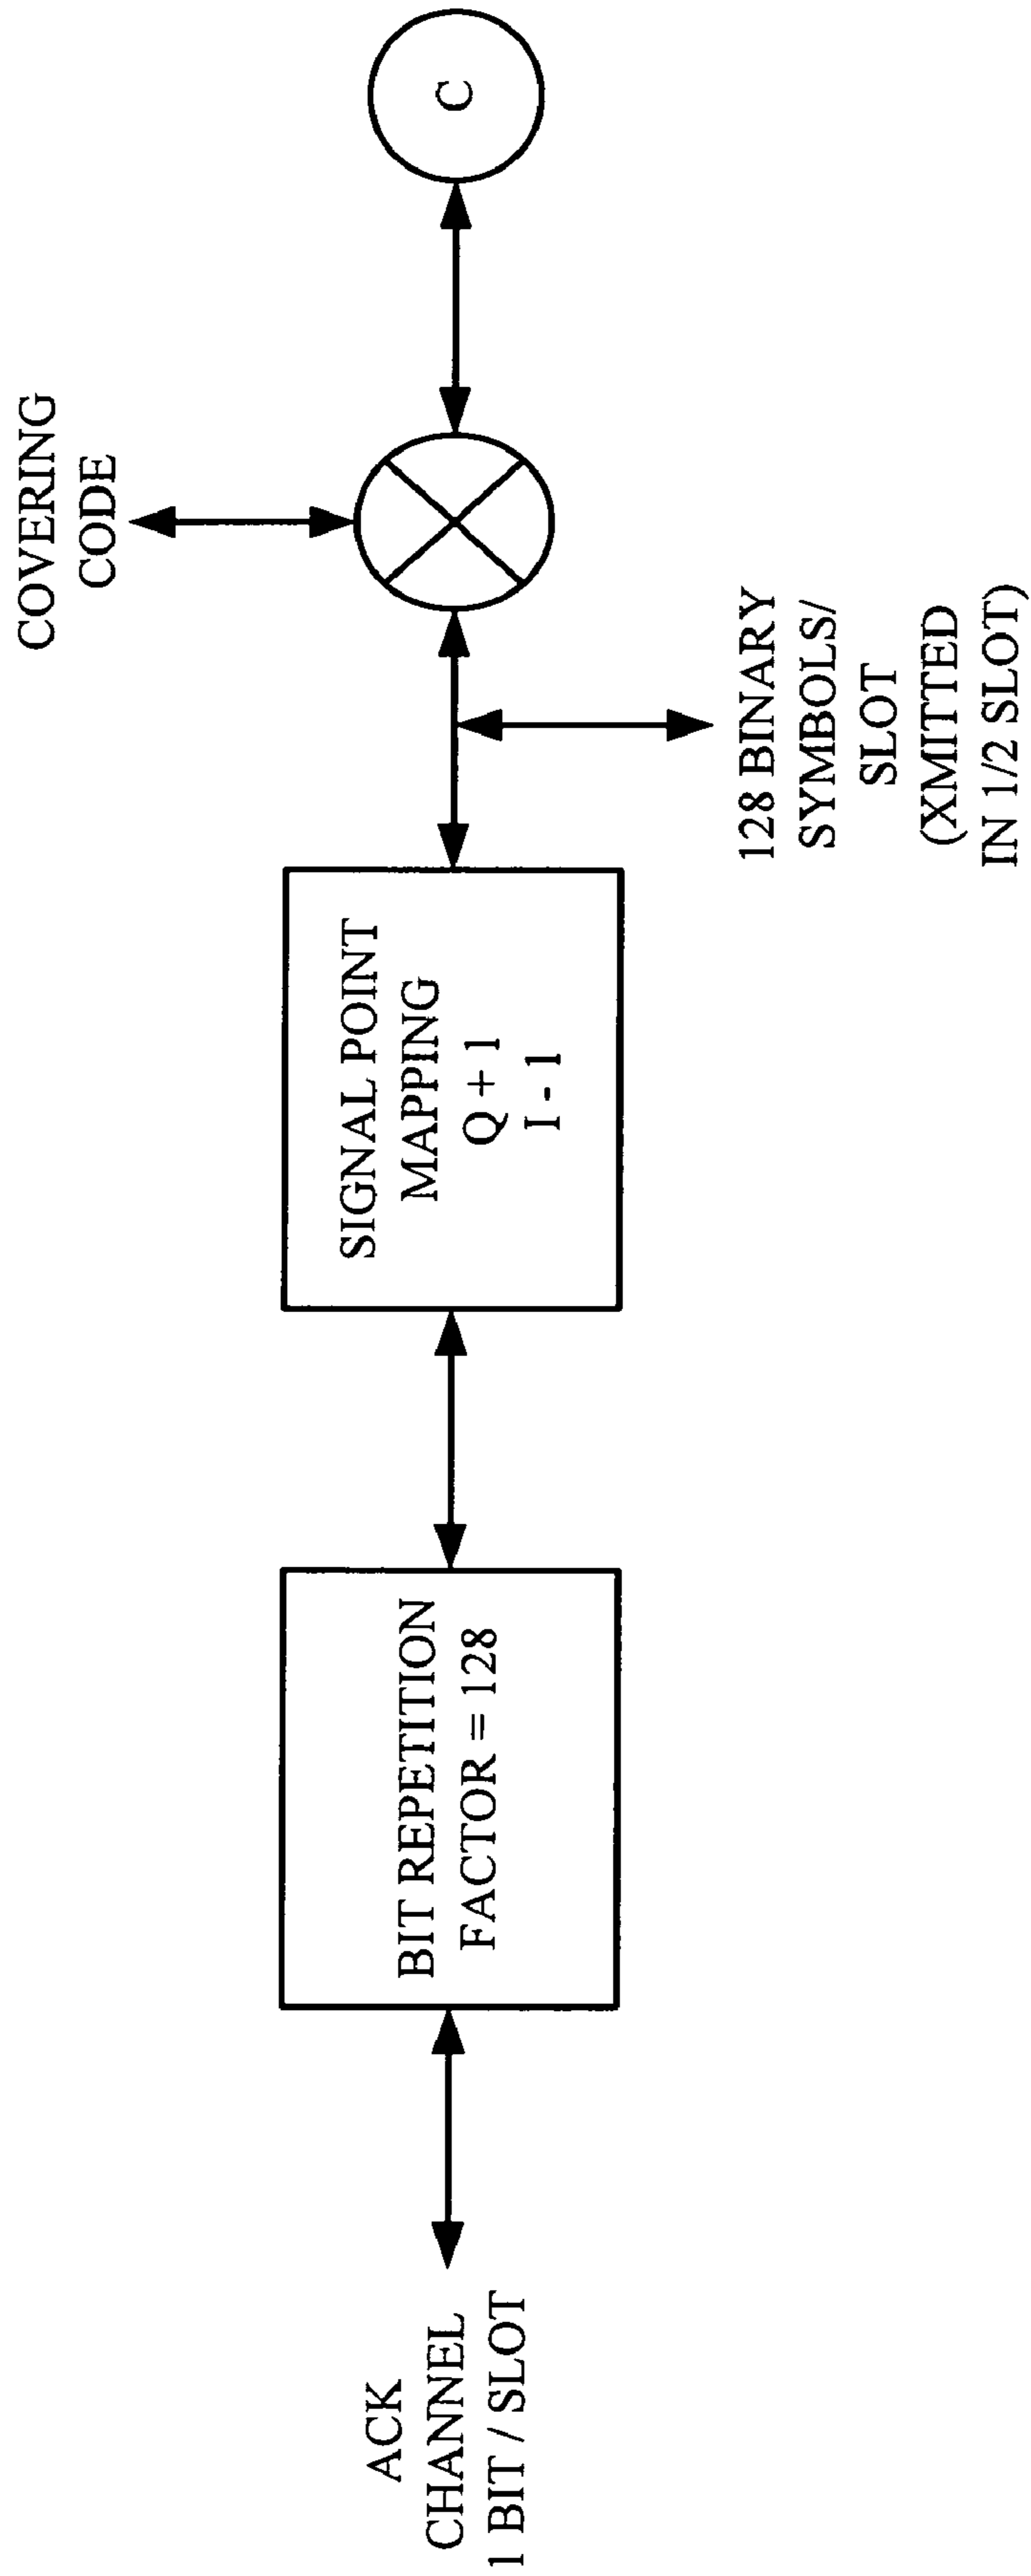 ACK
CHANNEL
1 BIT / SLOT
BIT REPETITION
FACTOR = 128
SIGNAL POINT
MAPPING
Q + 1
I - 1
128 BINARY
SYMBOLS/
SLOT
(XMITTED
IN 1/2 SLOT)
COVERING
CODE
C